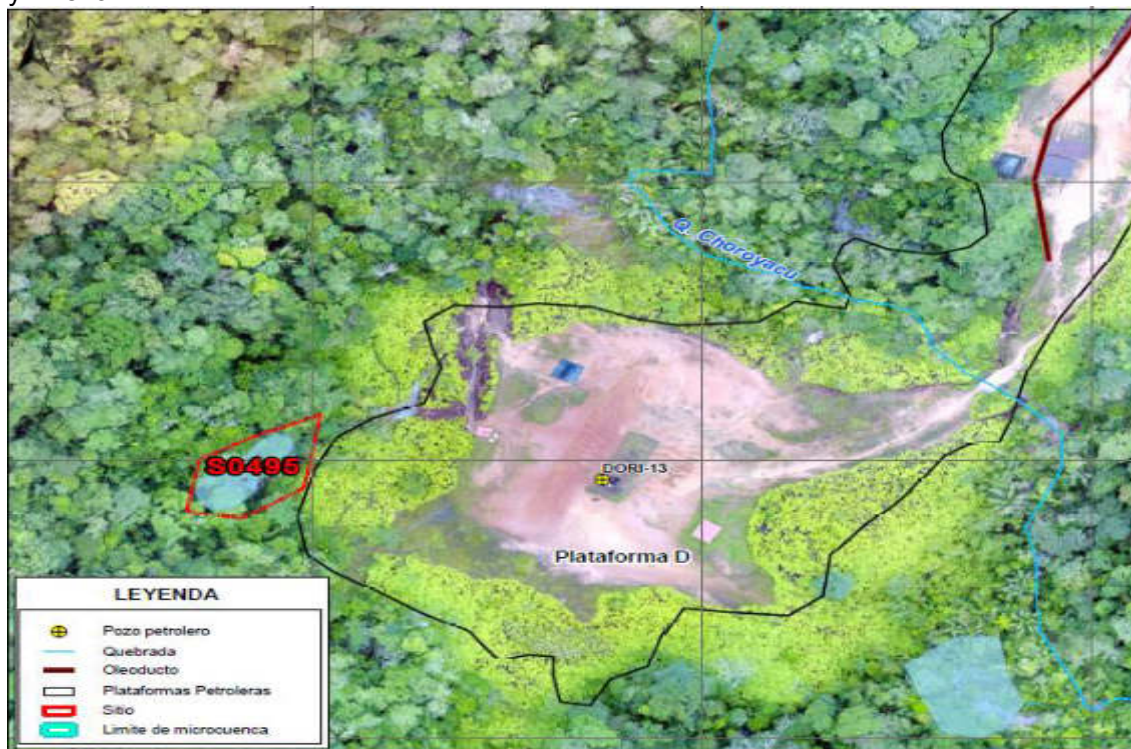 Q. Choroyacu
S0495
DORI-13
Plataforma D
LEYENDA
Pozo petrolero
Quebrada
Oleoducto
Plataformas Petroleras
Sitio
Limite de microcuenca